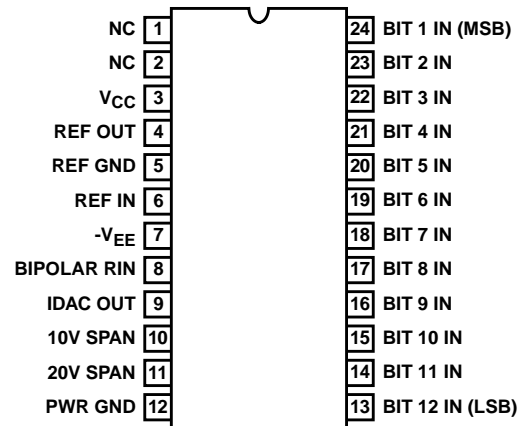 NC 1 24 BIT 1 IN (MSB)
NC 2 23 BIT 2 IN
VCC 3 22 BIT 3 IN
REF OUT 4 21 BIT 4 IN
REF GND 5 20 BIT 5 IN
REF IN 6 19 BIT 6 IN
-VEE 7 18 BIT 7 IN
BIPOLAR RIN 8 17 BIT 8 IN
IDAC OUT 9 16 BIT 9 IN
10V SPAN 10 15 BIT 10 IN
20V SPAN 11 14 BIT 11 IN
PWR GND 12 13 BIT 12 IN (LSB)